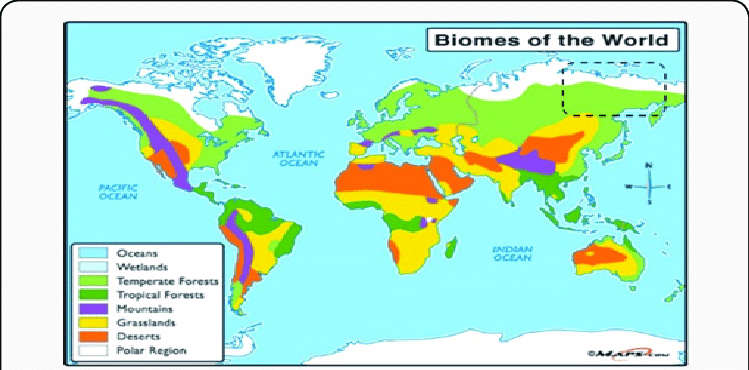 Biomes of the World
ATLANTIC
OCEAN
PACIFIC
OCEAN
INDIAN
OCEAN
N
W E
S
Oceans
Wetlands
Temperate Forests
Tropical Forests
Mountains
Grasslands
Deserts
Polar Region